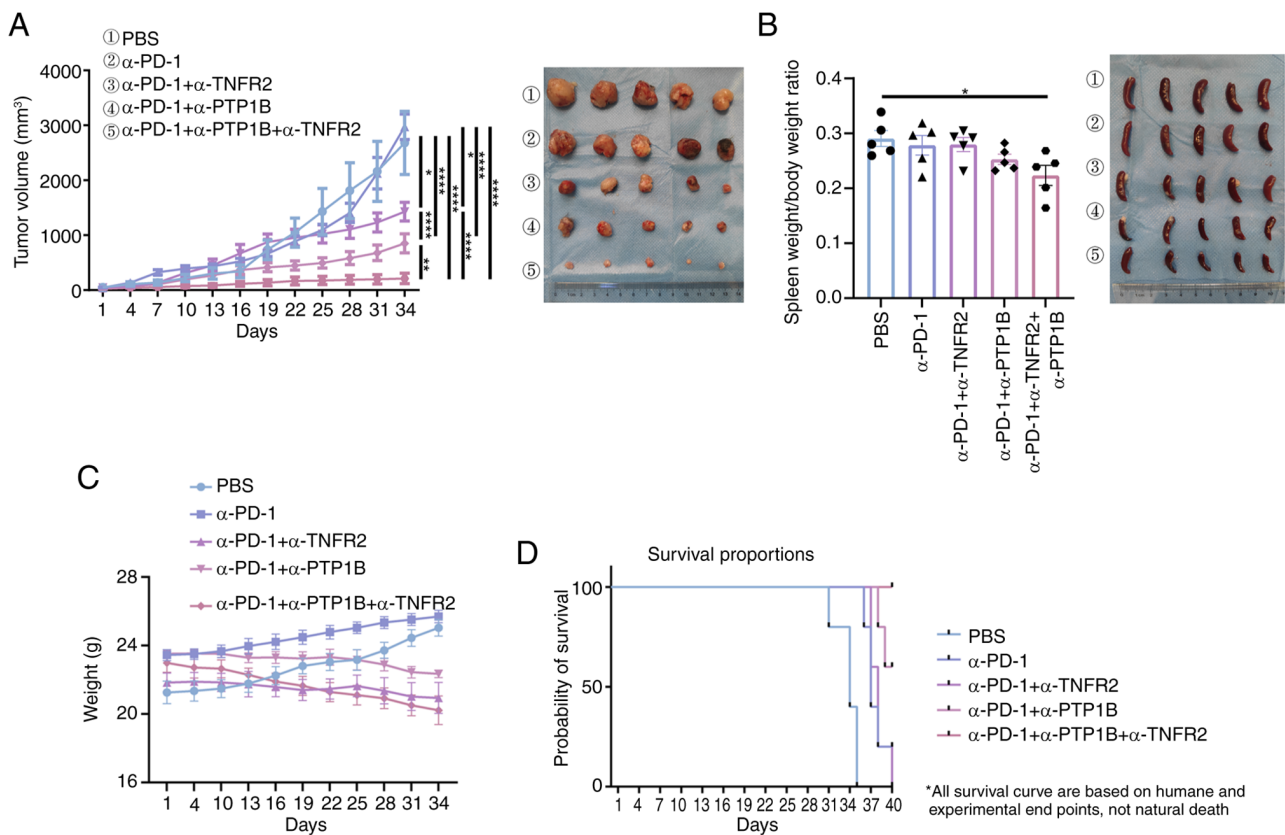 A
① PBS
② α-PD-1
③ α-PD-1+α-TNFR2
④ α-PD-1+α-PTP1B
⑤ α-PD-1+α-PTP1B+α-TNFR2
Tumor volume (mm³)
4000
3000
2000
1000
0
1 4 7 10 13 16 19 22 25 28 31 34
Days
*
****
****
****
**
*
****
****
****
①
②
③
④
⑤
B
Spleen weight/body weight ratio
0.4
0.3
0.2
0.1
0.0
*
PBS
α-PD-1
α-PD-1+α-TNFR2
α-PD-1+α-PTP1B
α-PD-1+α-TNFR2+
α-PTP1B
①
②
③
④
⑤
C
PBS
α-PD-1
α-PD-1+α-TNFR2
α-PD-1+α-PTP1B
α-PD-1+α-PTP1B+α-TNFR2
Weight (g)
28
24
20
16
1 4 10 13 16 19 22 25 28 31 34
Days
D
Survival proportions
Probability of survival
100
50
0
1 4 7 10 13 16 19 22 25 28 31 34 37 40
Days
PBS
α-PD-1
α-PD-1+α-TNFR2
α-PD-1+α-PTP1B
α-PD-1+α-PTP1B+α-TNFR2
*All survival curve are based on humane and
experimental end points, not natural death